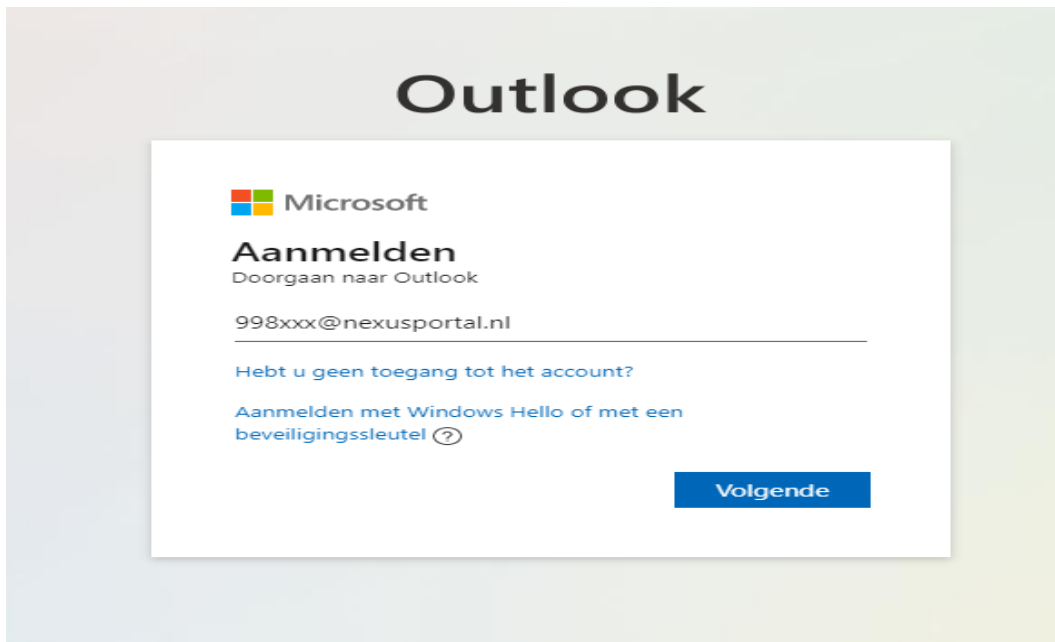 Outlook
Microsoft
Aanmelden
Doorgaan naar Outlook
998xxx@nexusportal.nl
Hebt u geen toegang tot het account?
Aanmelden met Windows Hello of met een
beveiligingssleutel ?
Volgende